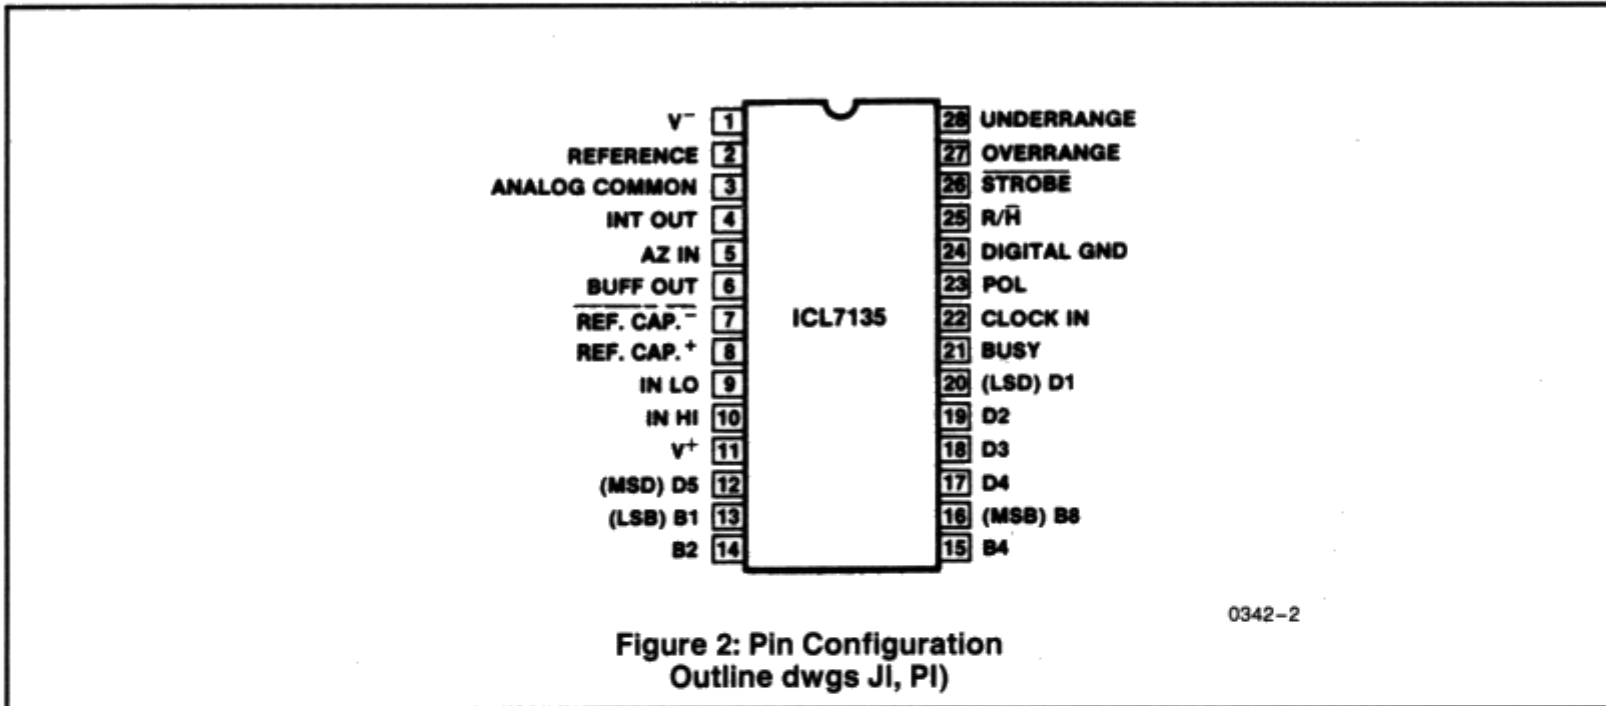 V⁻ 1
REFERENCE 2
ANALOG COMMON 3
INT OUT 4
AZ IN 5
BUFF OUT 6
REF. CAP.⁻ 7
REF. CAP.⁺ 8
IN LO 9
IN HI 10
V⁺ 11
(MSD) D5 12
(LSB) B1 13
B2 14
ICL7135
28 UNDERRANGE
27 OVERRANGE
26 S̅T̅R̅O̅B̅E̅
25 R/H̅
24 DIGITAL GND
23 POL
22 CLOCK IN
21 BUSY
20 (LSD) D1
19 D2
18 D3
17 D4
16 (MSB) B8
15 B4
0342–2
Figure 2: Pin Configuration
Outline dwgs JI, PI)